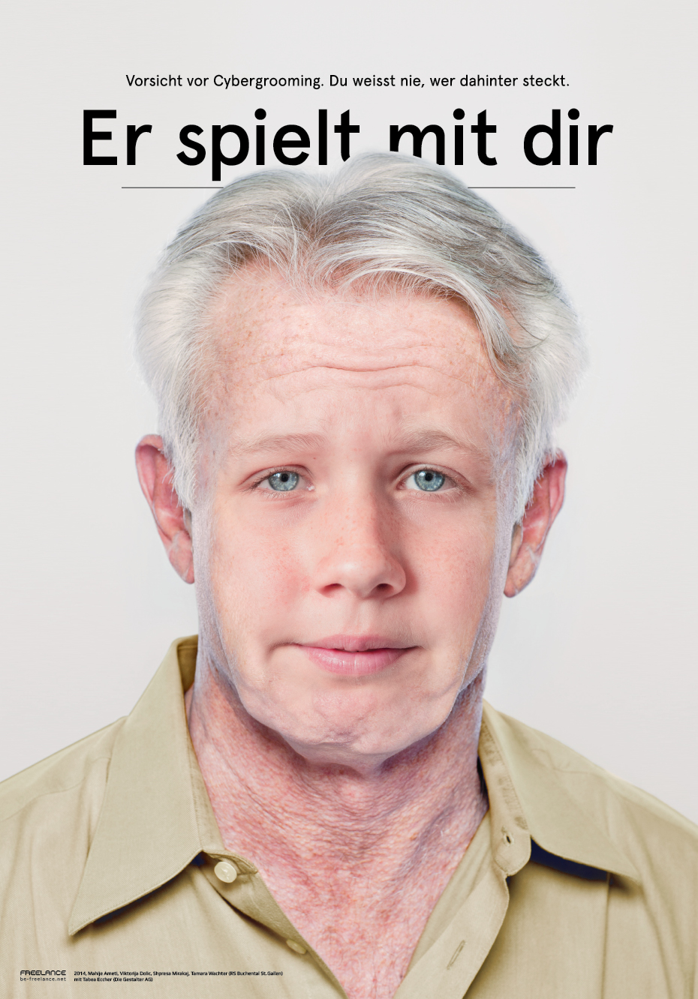 Vorsicht vor Cybergrooming. Du weisst nie, wer dahinter steckt.
Er spielt mit dir
FREELANCE
be-freelance.net
2014, Mahije Ameti, Viktorija Dolic, Shpresa Mirakaj, Tamara Wachter (RS Buchental St. Gallen)
mit Tabea Eccher (Die Gestalter AG)